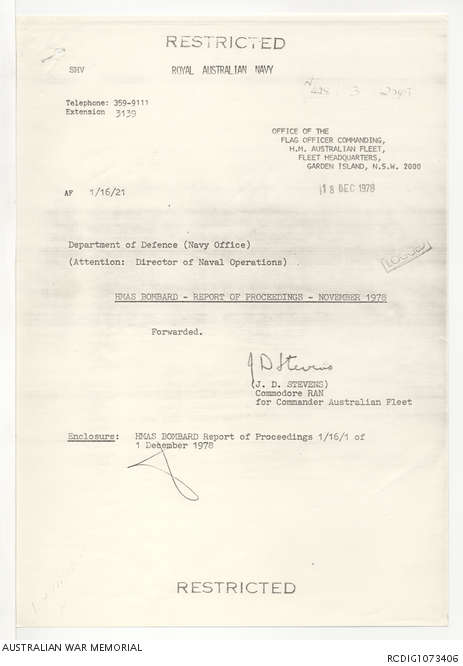 RESTRICTED
SHV
ROYAL AUSTRALIAN NAVY
Telephone: 359-9111
Extension 3139
OFFICE OF THE
FLAG OFFICER COMMANDING,
H.M. AUSTRALIAN FLEET,
FLEET HEADQUARTERS,
GARDEN ISLAND, N.S.W. 2000
AF 1/16/21
18 DEC 1978
Department of Defence (Navy Office)
(Attention: Director of Naval Operations)
HMAS BOMBARD - REPORT OF PROCEEDINGS - NOVEMBER 1978
Forwarded.
J D Stevens
(J. D. STEVENS)
Commodore RAN
for Commander Australian Fleet
Enclosure: HMAS BOMBARD Report of Proceedings 1/16/1 of
1 December 1978
RESTRICTED
AUSTRALIAN WAR MEMORIAL
RCDIG1073406